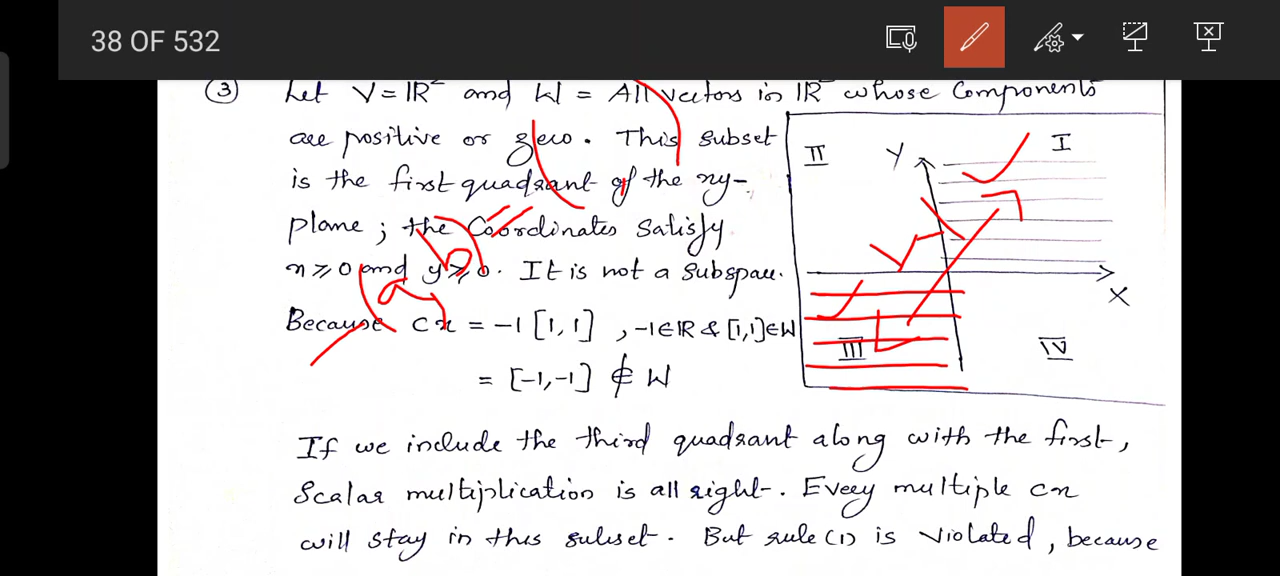 38 OF 532
③ Let V = ℝ² and W = All vectors in ℝ² whose Components
are positive or zero. This subset
is the first quadrant of the xy-
plane ; the Coordinates Satisfy
x ⩾ 0 and y ⩾ 0. It is not a Subspace.
Because cx = -1 [1, 1] , -1 ∈ ℝ & [1,1] ∈ W
= [-1, -1] ∉ W
II Y I
X
III IV
If we include the third quadrant along with the first,
Scalar multiplication is all right. Every multiple cx
will stay in this subset. But rule (1) is violated, because
(a, b)